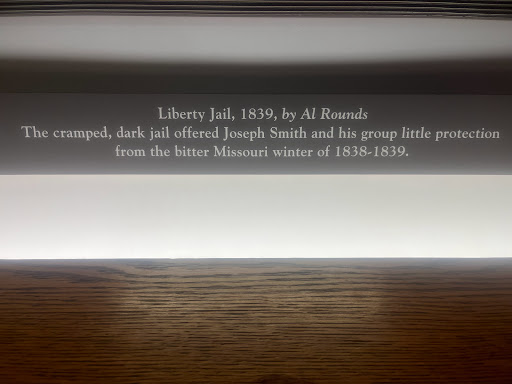 Liberty Jail, 1839, by Al Rounds
The cramped, dark jail offered Joseph Smith and his group little protection
from the bitter Missouri winter of 1838-1839.